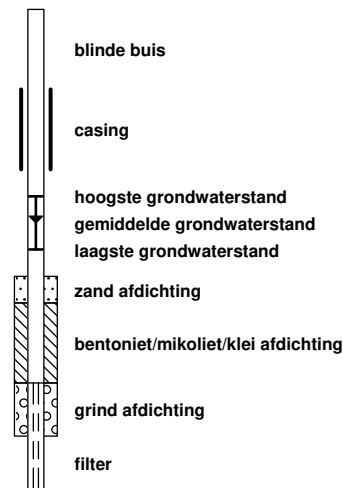 blinde buis
casing
hoogste grondwaterstand
gemiddelde grondwaterstand
laagste grondwaterstand
zand afdichting
bentoniet/mikoliet/klei afdichting
grind afdichting
filter